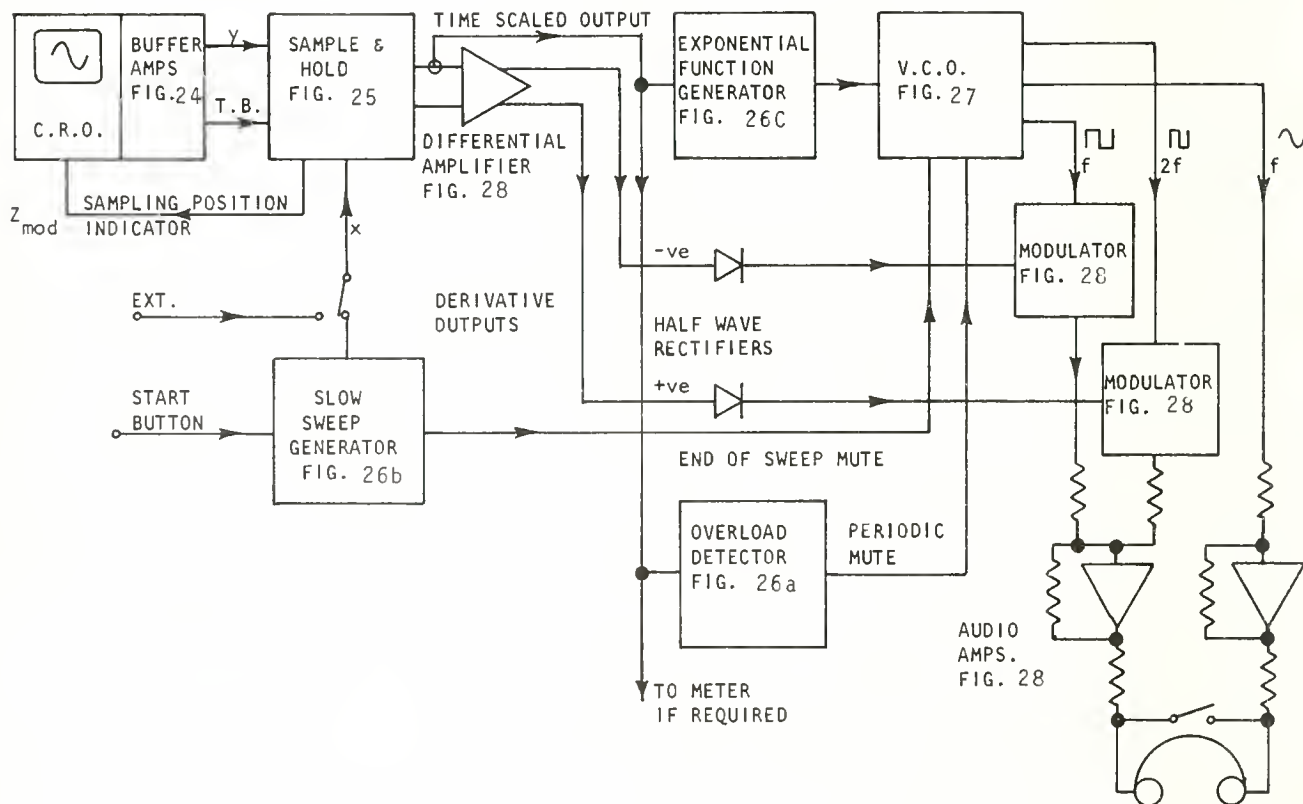 TIME SCALED OUTPUT
BUFFER
AMPS
FIG.24
C.R.O.
y
T.B.
SAMPLE &
HOLD
FIG. 25
DIFFERENTIAL
AMPLIFIER
FIG. 28
EXPONENTIAL
FUNCTION
GENERATOR
FIG. 26C
V.C.O.
FIG. 27
f
2f
f
Zmod
SAMPLING POSITION
INDICATOR
x
-ve
MODULATOR
FIG. 28
EXT.
DERIVATIVE
OUTPUTS
HALF WAVE
RECTIFIERS
START
BUTTON
SLOW
SWEEP
GENERATOR
FIG. 26b
+ve
MODULATOR
FIG. 28
END OF SWEEP MUTE
OVERLOAD
DETECTOR
FIG. 26a
PERIODIC
MUTE
AUDIO
AMPS.
FIG. 28
TO METER
IF REQUIRED